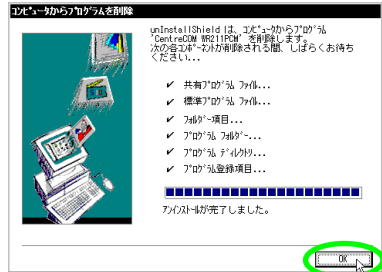 コンピュータからプログラムを削除
unInstallShield は、コンピュータからプログラム
'CentreCOM WR211PCM' を削除します。
次の各コンポーネントが削除される間、しばらくお待ち
ください...
✔ 共有プログラム ファイル...
✔ 標準プログラム ファイル...
✔ フォルダー項目...
✔ プログラム フォルダー...
✔ プログラム ディレクトリ...
✔ プログラム登録項目...
アンインストールが完了しました。
OK